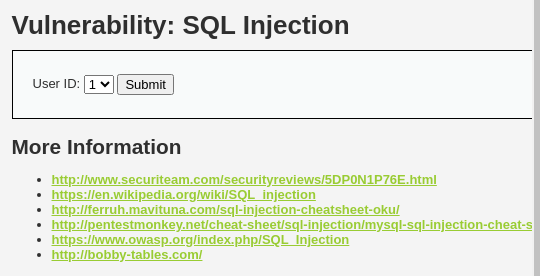 Vulnerability: SQL Injection
User ID: 1 Submit
More Information
http://www.securiteam.com/securityreviews/5DP0N1P76E.html
https://en.wikipedia.org/wiki/SQL_injection
http://ferruh.mavituna.com/sql-injection-cheatsheet-oku/
http://pentestmonkey.net/cheat-sheet/sql-injection/mysql-sql-injection-cheat-s
https://www.owasp.org/index.php/SQL_Injection
http://bobby-tables.com/